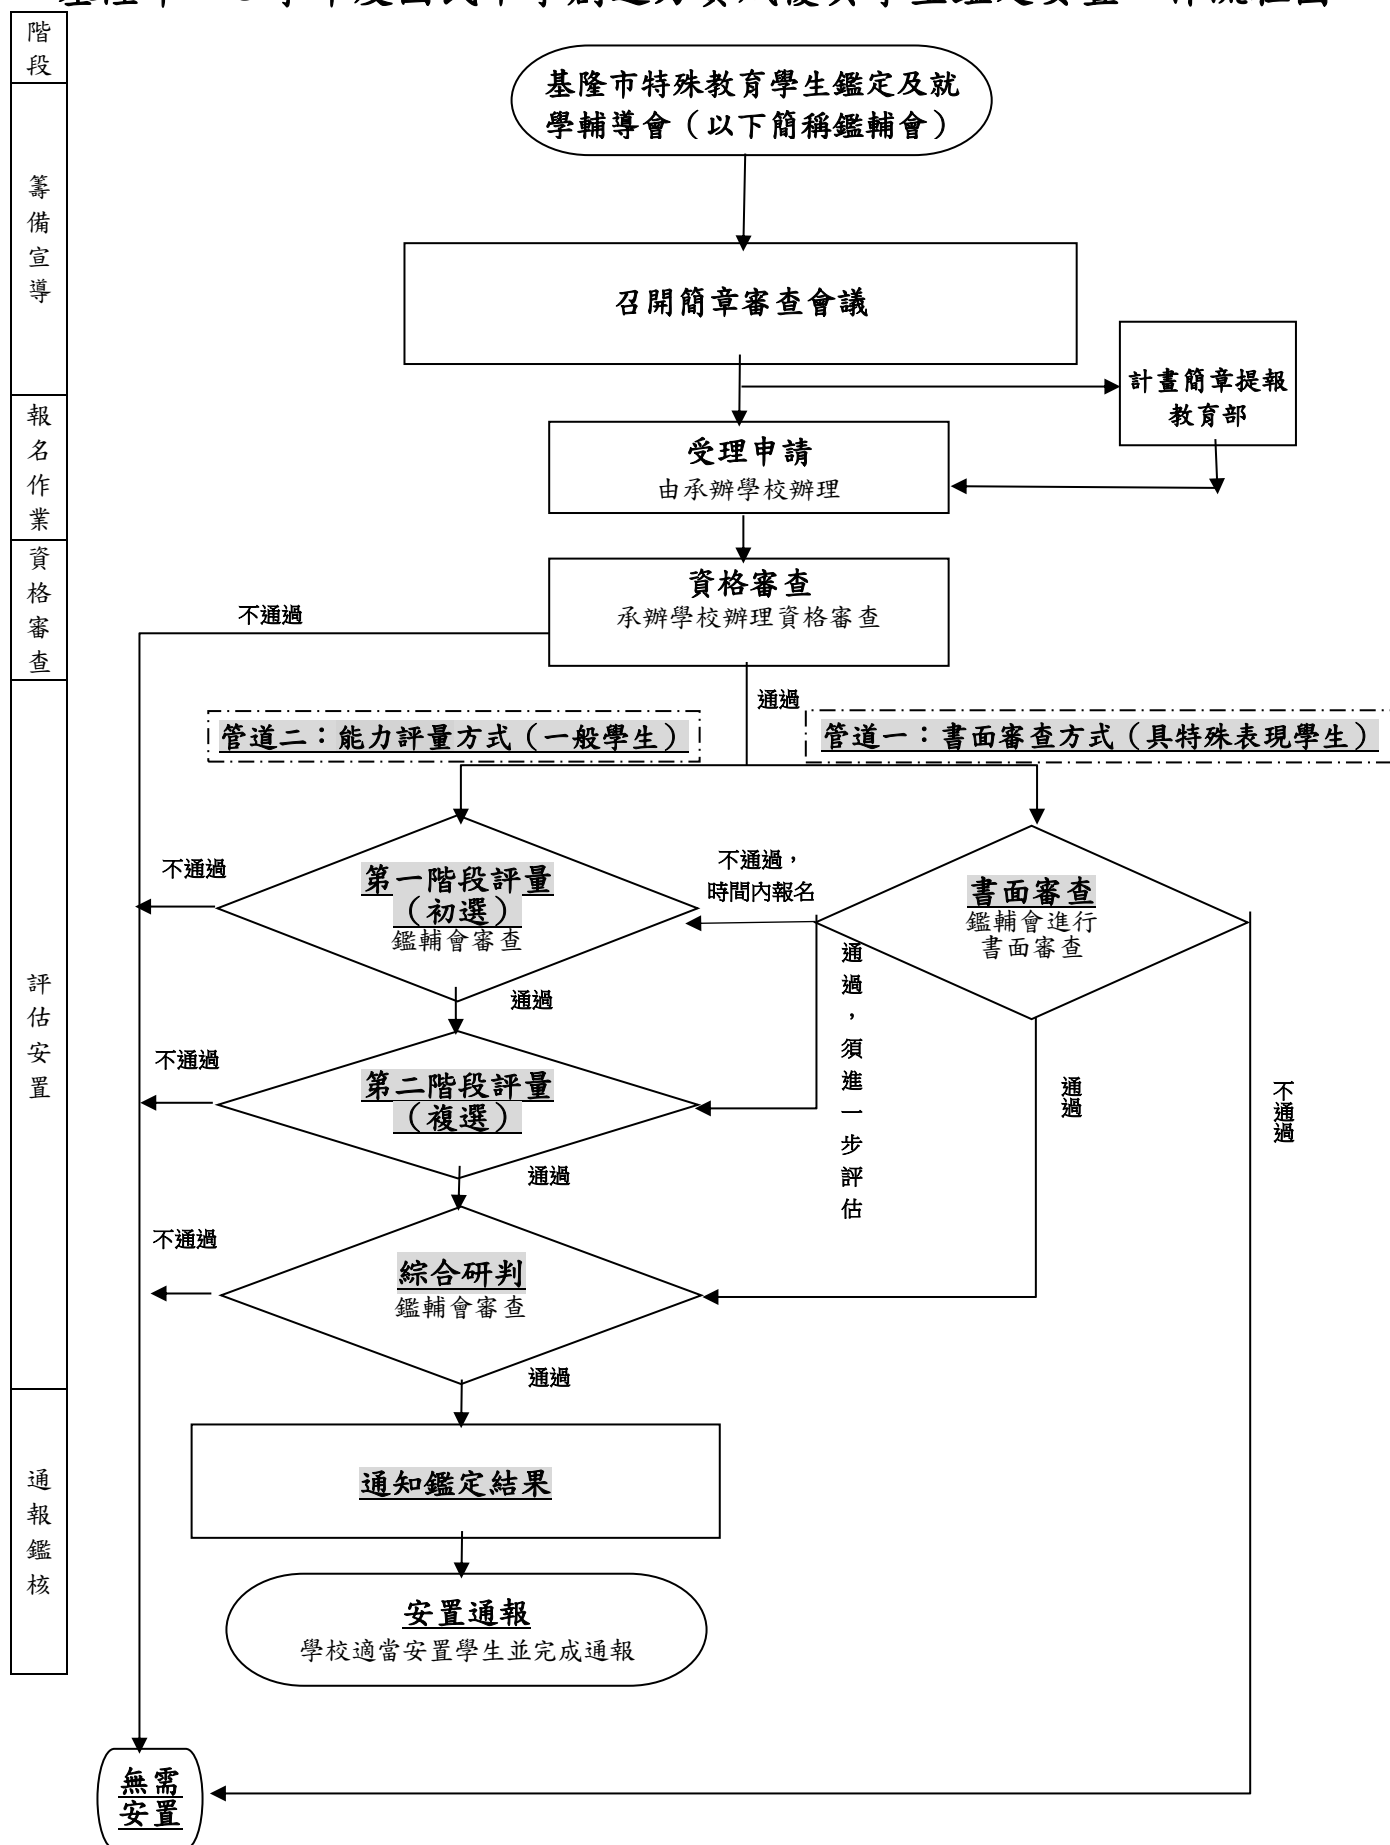 階
段
基隆市特殊教育學生鑑定及就
學輔導會（以下簡稱鑑輔會）
籌
備
宣
導
召開簡章審查會議
計畫簡章提報
教育部
報
名
作
業
受理申請
由承辦學校辦理
資
格
審
查
資格審查
承辦學校辦理資格審查
不通過
通過
管道二：能力評量方式（一般學生）
管道一：書面審查方式（具特殊表現學生）
評
估
安
置
不通過
第一階段評量
（初選）
鑑輔會審查
不通過，
時間內報名
書面審查
鑑輔會進行
書面審查
通過
通
過
，
須
進
一
步
評
估
通
過
不
通
過
不通過
第二階段評量
（複選）
通過
不通過
綜合研判
鑑輔會審查
通過
通
報
鑑
核
通知鑑定結果
安置通報
學校適當安置學生並完成通報
無需
安置